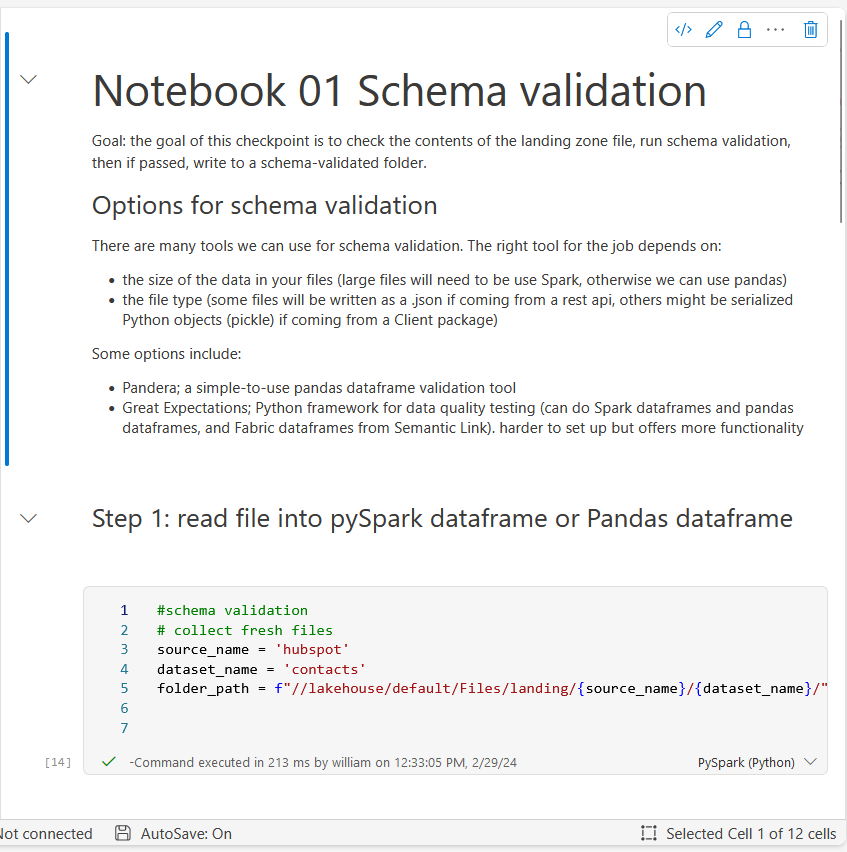 Notebook 01 Schema validation
Goal: the goal of this checkpoint is to check the contents of the landing zone file, run schema validation,
then if passed, write to a schema-validated folder.
Options for schema validation
There are many tools we can use for schema validation. The right tool for the job depends on:
• the size of the data in your files (large files will need to be use Spark, otherwise we can use pandas)
• the file type (some files will be written as a .json if coming from a rest api, others might be serialized
Python objects (pickle) if coming from a Client package)
Some options include:
• Pandera; a simple-to-use pandas dataframe validation tool
• Great Expectations; Python framework for data quality testing (can do Spark dataframes and pandas
dataframes, and Fabric dataframes from Semantic Link). harder to set up but offers more functionality
Step 1: read file into pySpark dataframe or Pandas dataframe
1 #schema validation
2 # collect fresh files
3 source_name = 'hubspot'
4 dataset_name = 'contacts'
5 folder_path = f"//lakehouse/default/Files/landing/{source_name}/{dataset_name}/"
6
7
[14] -Command executed in 213 ms by william on 12:33:05 PM, 2/29/24 PySpark (Python)
Not connected AutoSave: On Selected Cell 1 of 12 cells